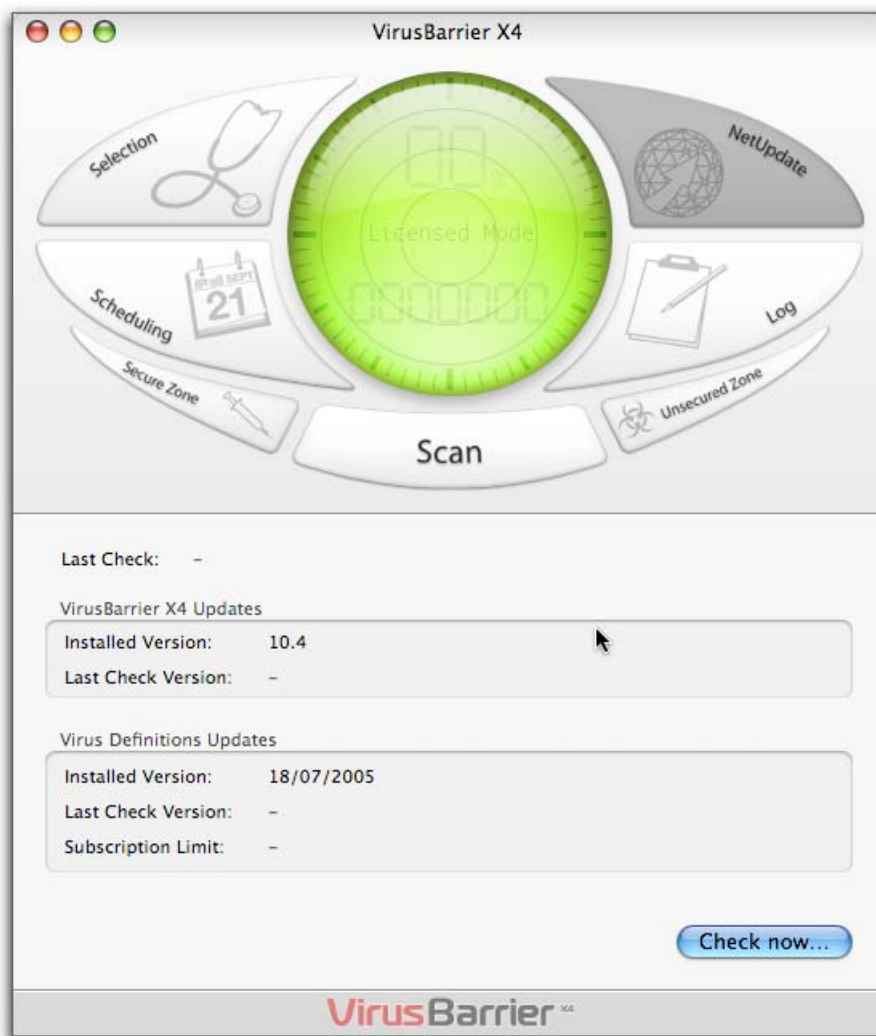 VirusBarrier X4
Selection
NetUpdate
Licensed Mode
Scheduling
21
Log
Secure Zone
Unsecured Zone
Scan
Last Check: –
VirusBarrier X4 Updates
Installed Version: 10.4
Last Check Version: –
Virus Definitions Updates
Installed Version: 18/07/2005
Last Check Version: –
Subscription Limit: –
Check now...
VirusBarrier X4